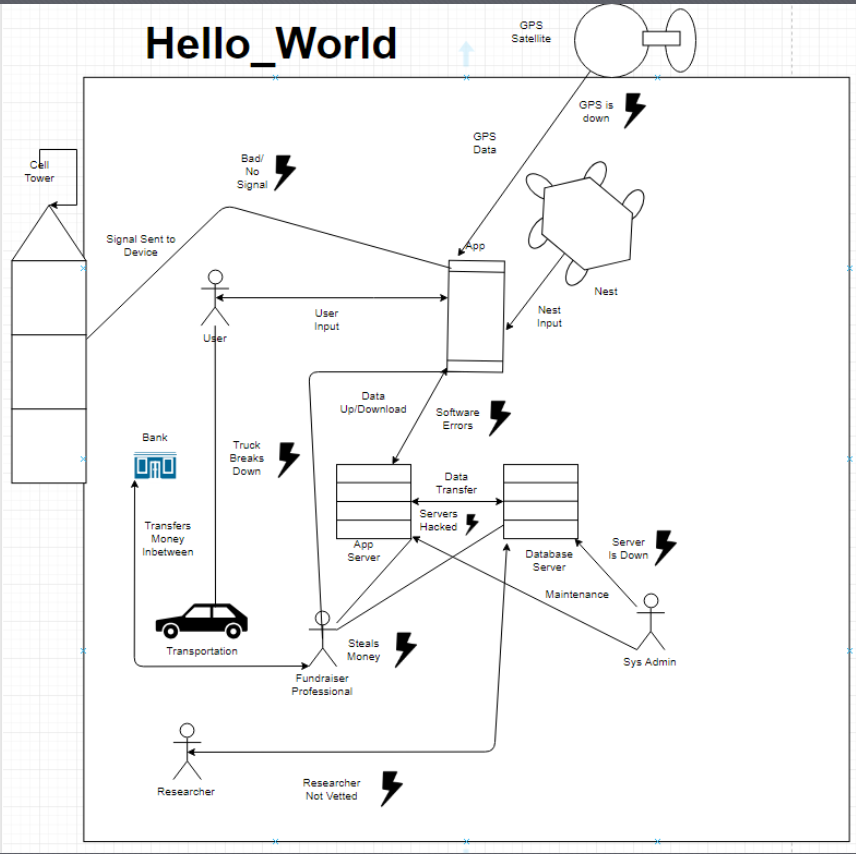 Hello_World
GPS
Satellite
GPS is
down
GPS
Data
Cell
Tower
Bad/
No
Signal
Signal Sent to
Device
App
Nest
User
Input
Nest
Input
User
Data
Up/Download
Software
Errors
Bank
Truck
Breaks
Down
Data
Transfer
Servers
Hacked
Transfers
Money
Inbetween
App
Server
Database
Server
Server
Is Down
Maintenance
Transportation
Steals
Money
Sys Admin
Fundraiser
Professional
Researcher
Researcher
Not Vetted